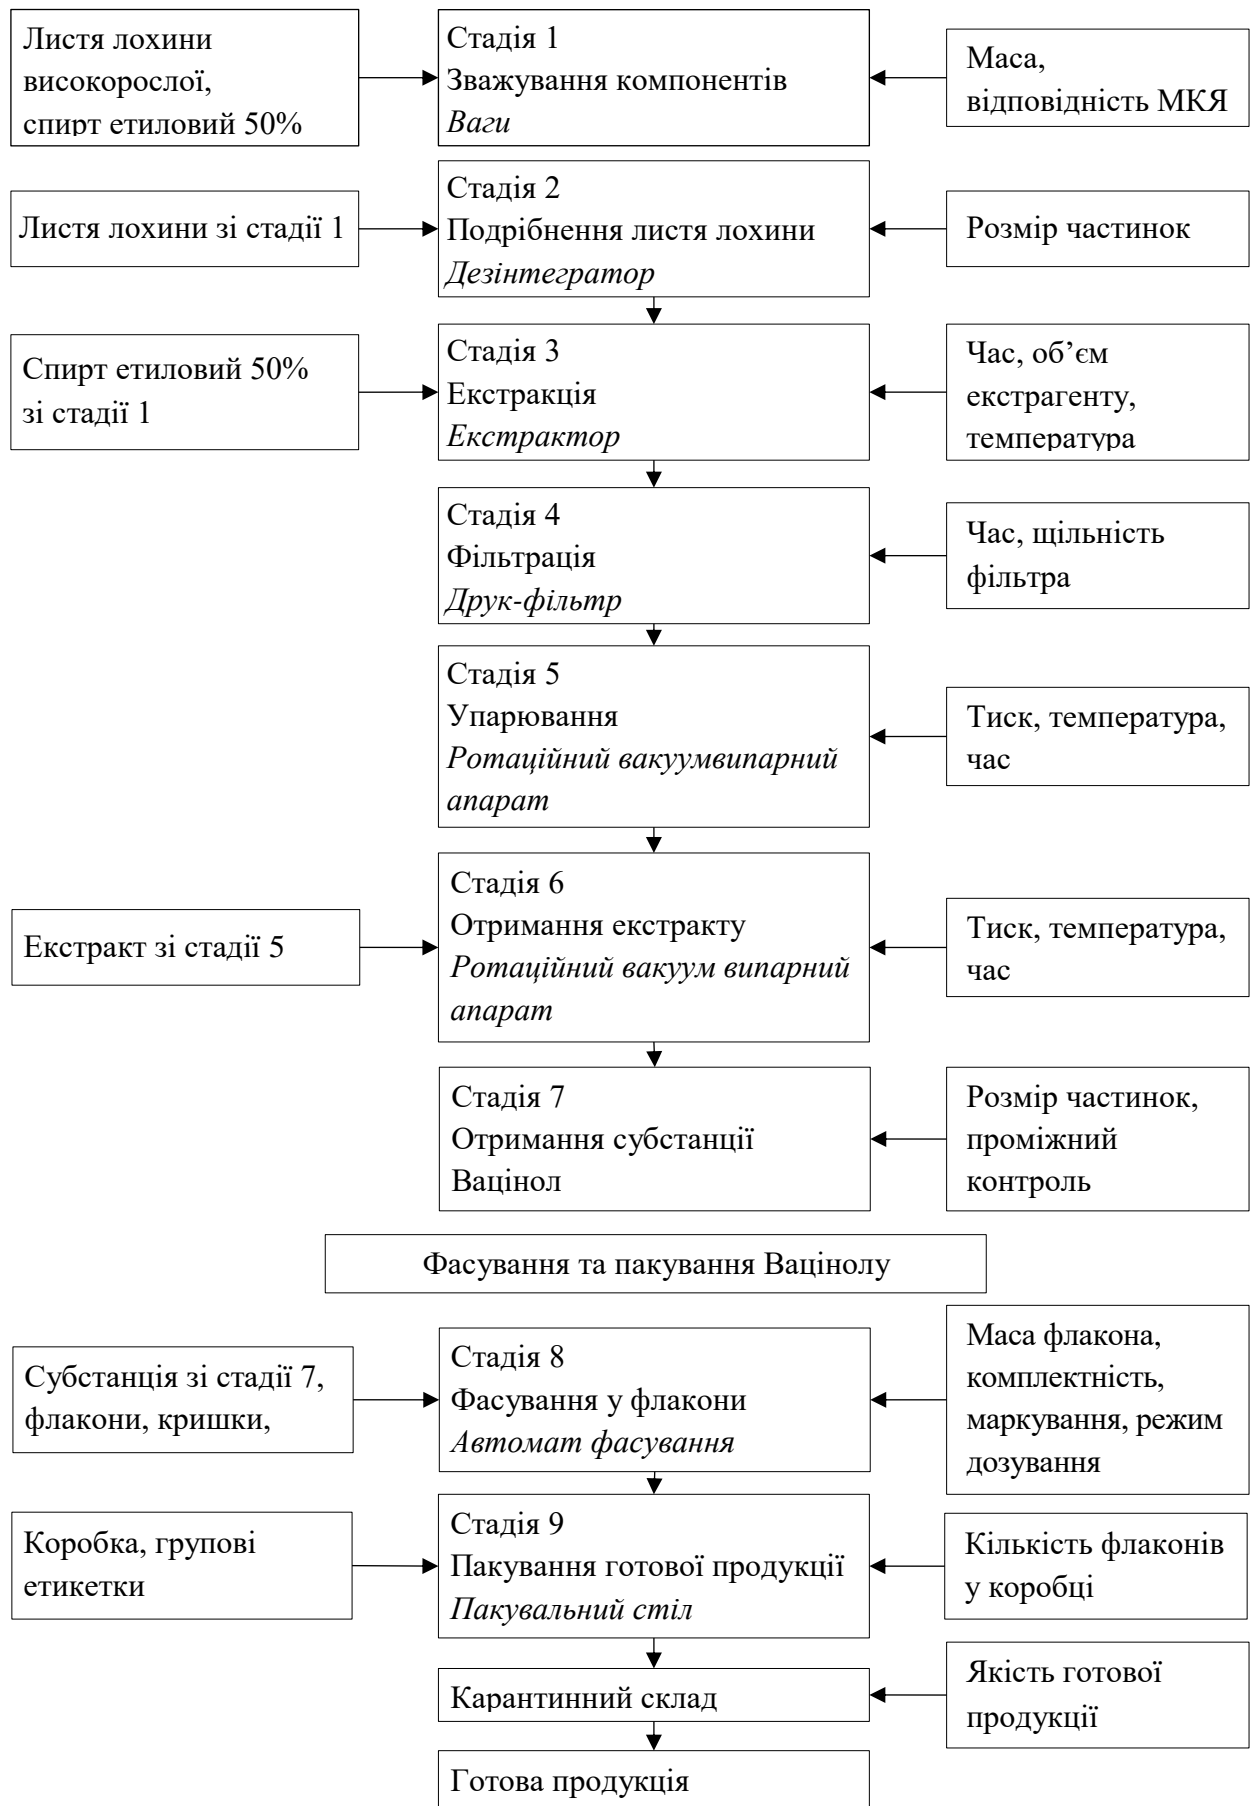 Листя лохини
високорослої,
спирт етиловий 50%
Стадія 1
Зважування компонентів
Ваги
Маса,
відповідність МКЯ
Листя лохини зі стадії 1
Стадія 2
Подрібнення листя лохини
Дезінтегратор
Розмір частинок
Спирт етиловий 50%
зі стадії 1
Стадія 3
Екстракція
Екстрактор
Час, об’єм
екстрагенту,
температура
Стадія 4
Фільтрація
Друк-фільтр
Час, щільність
фільтра
Стадія 5
Упарювання
Ротаційний вакуумвипарний
апарат
Тиск, температура,
час
Екстракт зі стадії 5
Стадія 6
Отримання екстракту
Ротаційний вакуум випарний
апарат
Тиск, температура,
час
Стадія 7
Отримання субстанції
Вацінол
Розмір частинок,
проміжний
контроль
Фасування та пакування Вацінолу
Субстанція зі стадії 7,
флакони, кришки,
Стадія 8
Фасування у флакони
Автомат фасування
Маса флакона,
комплектність,
маркування, режим
дозування
Коробка, групові
етикетки
Стадія 9
Пакування готової продукції
Пакувальний стіл
Кількість флаконів
у коробці
Карантинний склад
Якість готової
продукції
Готова продукція